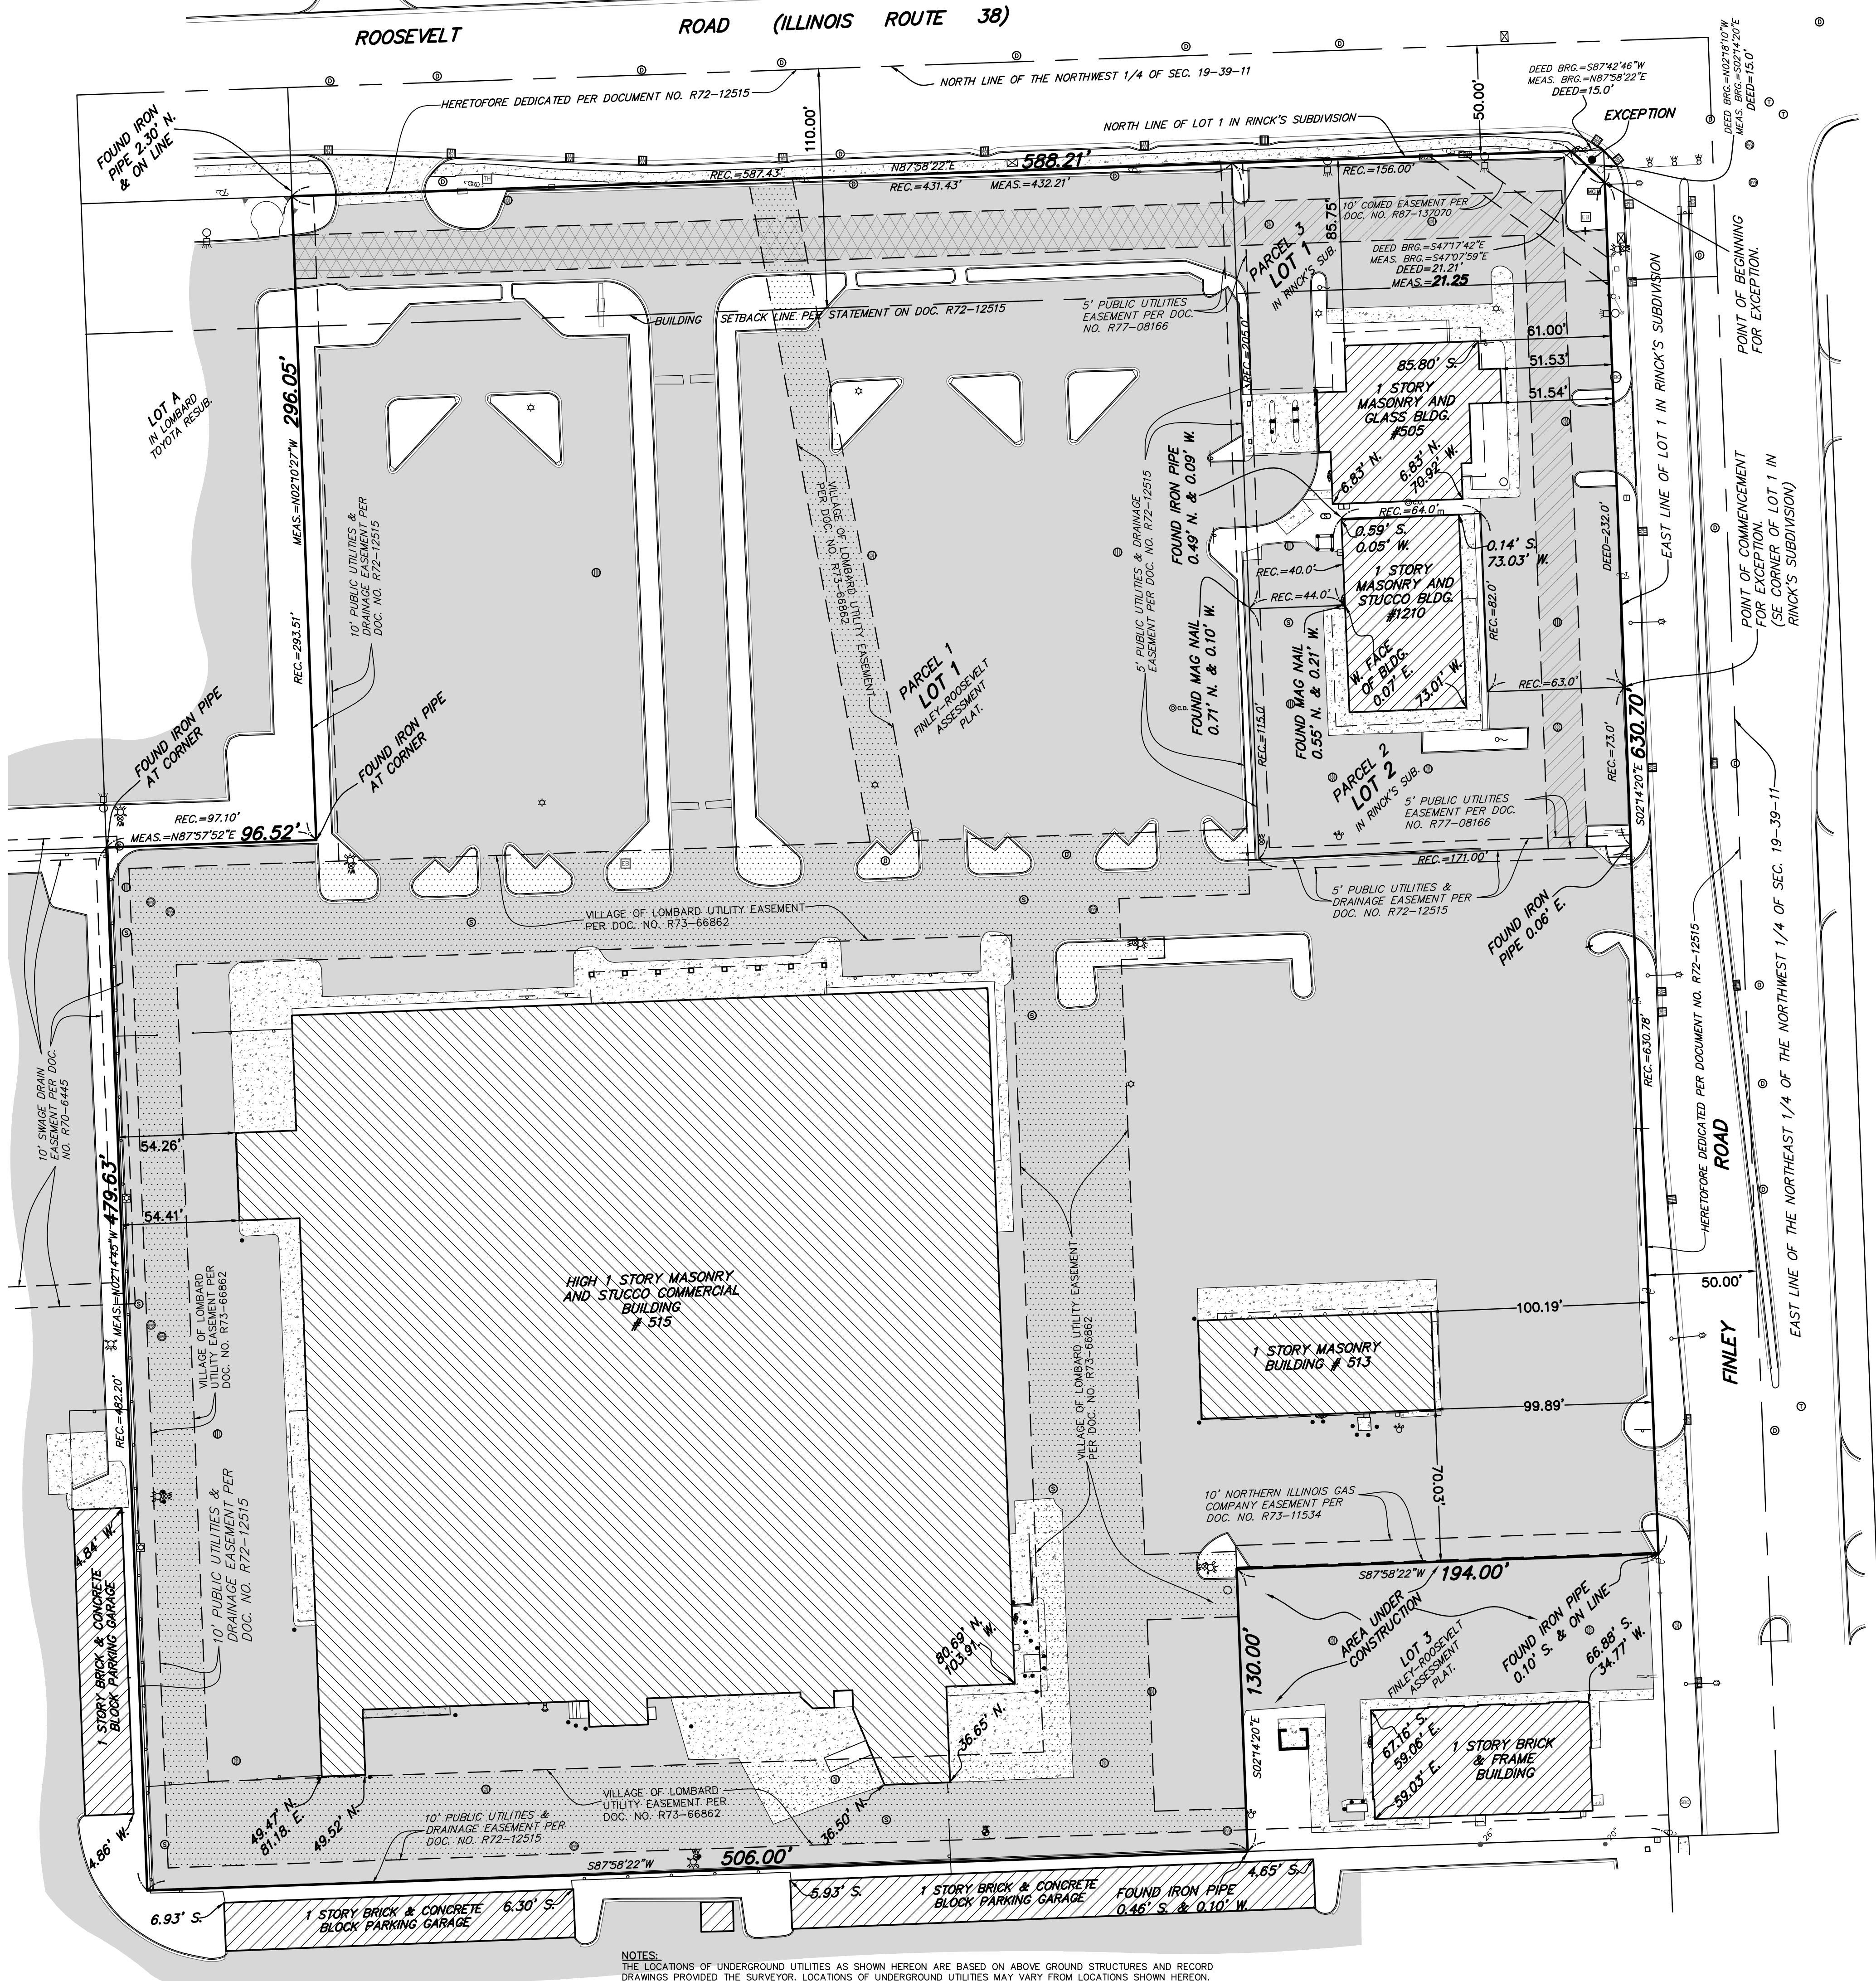 ROOSEVELT ROAD (ILLINOIS ROUTE 38)
NORTH LINE OF THE NORTHWEST 1/4 OF SEC. 19-39-11
HERETOFORE DEDICATED PER DOCUMENT NO. R72-12515
NORTH LINE OF LOT 1 IN RINCK'S SUBDIVISION
110.00'
50.00'
DEED BRG.=S87°42'46"W
MEAS. BRG.=N87°58'22"E
DEED=15.0'
EXCEPTION
DEED BRG.=N02°18'10"W
MEAS. BRG.=S02°14'20"E
DEED=15.0'
FOUND IRON
PIPE 2.30' N.
& ON LINE
REC.=587.43'
N87°58'22"E
588.21'
REC.=431.43'
MEAS.=432.21'
REC.=156.00'
10' COMED EASEMENT PER
DOC. NO. R87-137070
85.75'
DEED BRG.=S47°17'42"E
MEAS. BRG.=S47°07'59"E
DEED=21.21'
MEAS.=21.25
PARCEL 3
LOT 1
IN RINCK'S SUB.
5' PUBLIC UTILITIES
EASEMENT PER DOC.
NO. R77-08166
BUILDING SETBACK LINE PER STATEMENT ON DOC. R72-12515
POINT OF BEGINNING
FOR EXCEPTION.
EAST LINE OF LOT 1 IN RINCK'S SUBDIVISION
LOT A
IN LOMBARD
TOYOTA RESUB.
296.05'
MEAS.=N02°10'27"W
REC.=293.51'
10' PUBLIC UTILITIES &
DRAINAGE EASEMENT PER
DOC. NO. R72-12515
VILLAGE OF LOMBARD UTILITY EASEMENT
PER DOC. NO. R73-66862
REC.=205.0'
61.00'
51.53'
51.54'
85.80' S.
1 STORY
MASONRY AND
GLASS BLDG.
#505
6.83' N.
6.83' N.
70.92' W.
FOUND IRON PIPE
0.49' N. & 0.09' W.
5' PUBLIC UTILITIES & DRAINAGE
EASEMENT PER DOC. NO. R72-12515
REC.=64.0'
0.59' S.
0.05' W.
0.14' S.
73.03' W.
REC.=40.0'
1 STORY
MASONRY AND
STUCCO BLDG.
#1210
REC.=44.0'
REC.=82.0'
DEED=232.0'
POINT OF COMMENCEMENT
FOR EXCEPTION.
(SE CORNER OF LOT 1 IN
RINCK'S SUBDIVISION)
FOUND MAG NAIL
0.71' N. & 0.10' W.
FOUND MAG NAIL
0.55' N. & 0.21' W.
W. FACE
OF BLDG.
0.07' E.
73.01' W.
REC.=63.0'
PARCEL 1
LOT 1
FINLEY-ROOSEVELT
ASSESSMENT
PLAT.
REC.=115.0'
REC.=73.0'
S02°14'20"E
630.70'
PARCEL 2
LOT 2
IN RINCK'S SUB.
5' PUBLIC UTILITIES
EASEMENT PER DOC.
NO. R77-08166
REC.=171.00'
5' PUBLIC UTILITIES &
DRAINAGE EASEMENT PER
DOC. NO. R72-12515
FOUND IRON PIPE
AT CORNER
FOUND IRON PIPE
AT CORNER
REC.=97.10'
MEAS.=N87°57'52"E
96.52'
VILLAGE OF LOMBARD UTILITY EASEMENT
PER DOC. NO. R73-66862
FOUND IRON
PIPE 0.06' E.
10' SWAGE DRAIN
EASEMENT PER DOC.
NO. R70-6445
54.26'
54.41'
479.63'
MEAS.=N02°14'45"W
REC.=482.20'
VILLAGE OF LOMBARD
UTILITY EASEMENT PER
DOC. NO. R73-66862
10' PUBLIC UTILITIES &
DRAINAGE EASEMENT PER
DOC. NO. R72-12515
HIGH 1 STORY MASONRY
AND STUCCO COMMERCIAL
BUILDING
# 515
VILLAGE OF LOMBARD UTILITY EASEMENT
PER DOC. NO. R73-66862
REC.=630.78'
HERETOFORE DEDICATED PER DOCUMENT NO. R72-12515
FINLEY ROAD
50.00'
EAST LINE OF THE NORTHEAST 1/4 OF THE NORTHWEST 1/4 OF SEC. 19-39-11
100.19'
1 STORY MASONRY
BUILDING # 513
99.89'
70.03'
10' NORTHERN ILLINOIS GAS
COMPANY EASEMENT PER
DOC. NO. R73-11534
S87°58'22"W
194.00'
AREA UNDER
CONSTRUCTION
LOT 3
FINLEY-ROOSEVELT
ASSESSMENT
PLAT.
FOUND IRON PIPE
0.10' S. & ON LINE
66.88' S.
34.77' W.
130.00'
S02°14'20"E
67.16' S.
59.06' E.
59.03' E.
1 STORY BRICK
& FRAME
BUILDING
26"
20"
4.84' W.
1 STORY BRICK & CONCRETE
BLOCK PARKING GARAGE
4.86' W.
80.69' N.
103.91' W.
36.65' N.
36.50' N.
49.47' N.
81.18. E.
49.52' N.
10' PUBLIC UTILITIES &
DRAINAGE EASEMENT PER
DOC. NO. R72-12515
VILLAGE OF LOMBARD
UTILITY EASEMENT PER
DOC. NO. R73-66862
S87°58'22"W
506.00'
6.93' S.
1 STORY BRICK & CONCRETE
BLOCK PARKING GARAGE
6.30' S.
5.93' S.
1 STORY BRICK & CONCRETE
BLOCK PARKING GARAGE
4.65' S.
FOUND IRON PIPE
0.46' S. & 0.10' W.
NOTES:
THE LOCATIONS OF UNDERGROUND UTILITIES AS SHOWN HEREON ARE BASED ON ABOVE GROUND STRUCTURES AND RECORD
DRAWINGS PROVIDED THE SURVEYOR. LOCATIONS OF UNDERGROUND UTILITIES MAY VARY FROM LOCATIONS SHOWN HEREON.